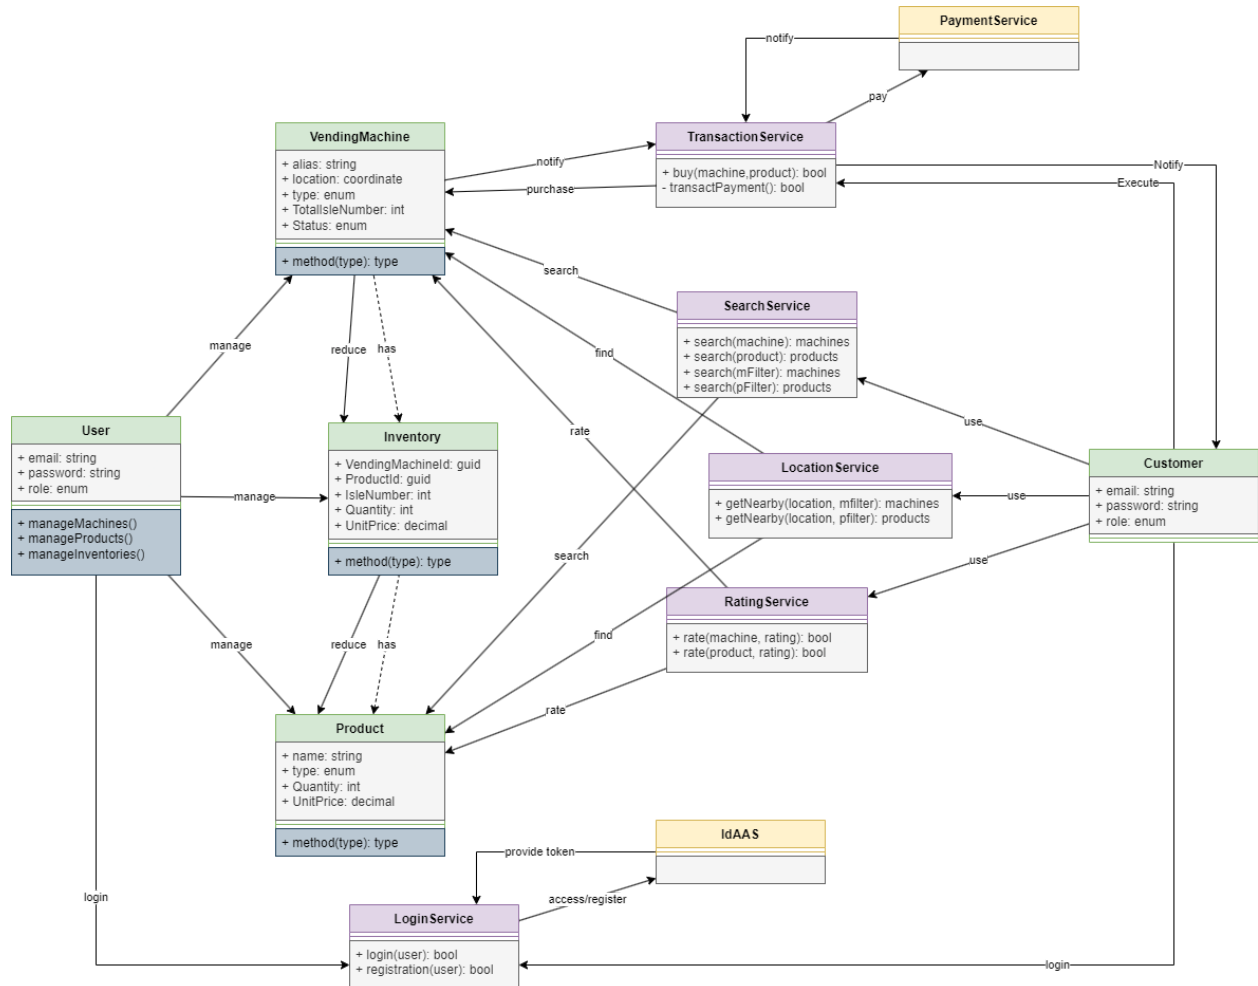 PaymentService
notify
pay
VendingMachine
+ alias: string
+ location: coordinate
+ type: enum
+ TotalIsleNumber: int
+ Status: enum
+ method(type): type
notify
purchase
TransactionService
+ buy(machine,product): bool
- transactPayment(): bool
Notify
Execute
search
SearchService
+ search(machine): machines
+ search(product): products
+ search(mFilter): machines
+ search(pFilter): products
manage
reduce
has
find
use
rate
User
+ email: string
+ password: string
+ role: enum
+ manageMachines()
+ manageProducts()
+ manageInventories()
manage
Inventory
+ VendingMachineId: guid
+ ProductId: guid
+ IsleNumber: int
+ Quantity: int
+ UnitPrice: decimal
+ method(type): type
LocationService
+ getNearby(location, mfilter): machines
+ getNearby(location, pfilter): products
use
Customer
+ email: string
+ password: string
+ role: enum
search
use
manage
reduce
has
find
RatingService
+ rate(machine, rating): bool
+ rate(product, rating): bool
rate
Product
+ name: string
+ type: enum
+ Quantity: int
+ UnitPrice: decimal
+ method(type): type
IdAAS
provide token
access/register
login
LoginService
+ login(user): bool
+ registration(user): bool
login